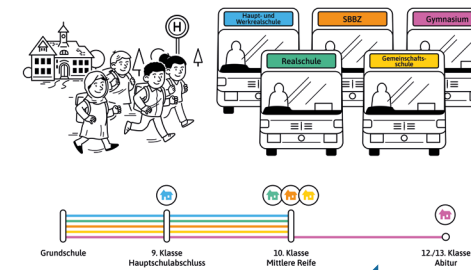 H
Haupt- und
Werkrealschule
SBBZ
Gymnasium
Realschule
Gemeinschafts-
schule
Grundschule
9. Klasse
Hauptschulabschluss
10. Klasse
Mittlere Reife
12./13. Klasse
Abitur